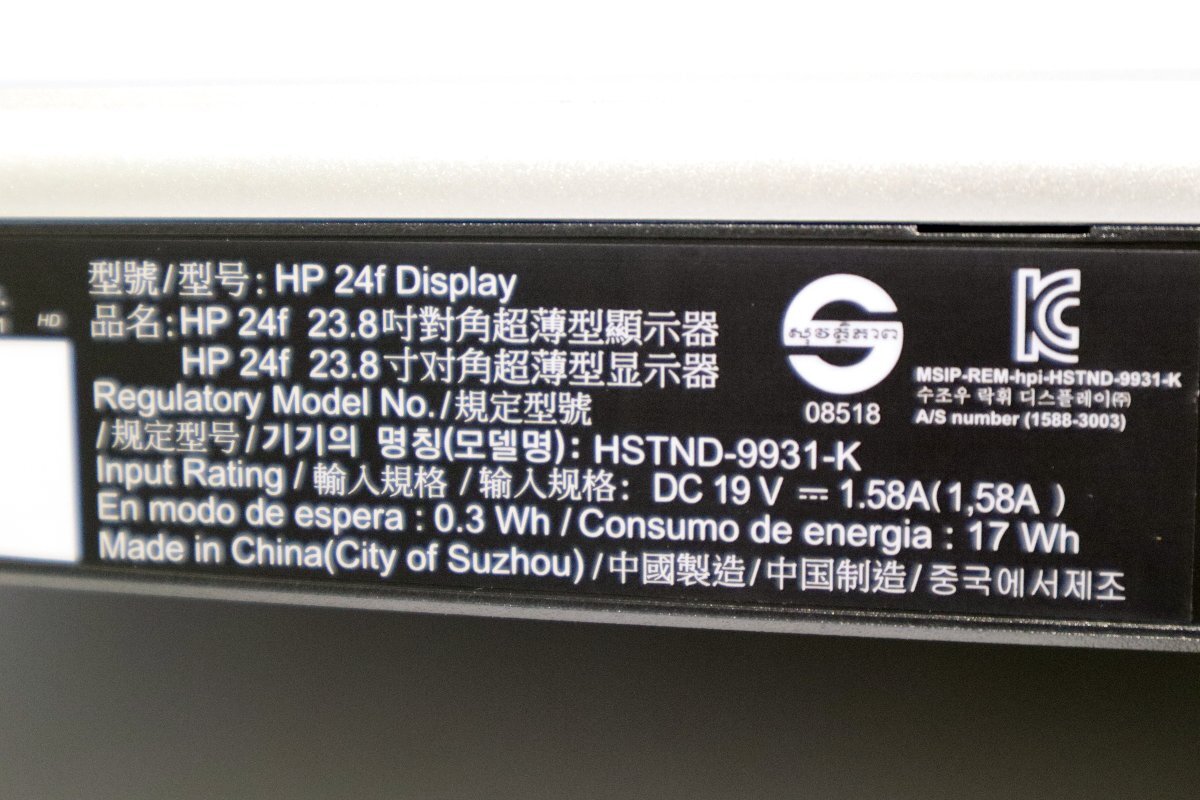 型號/型号: HP 24f Display
品名: HP 24f 23.8吋對角超薄型顯示器
HP 24f 23.8寸对角超薄型显示器
Regulatory Model No./規定型號
/规定型号/기기의 명칭(모델명): HSTND-9931-K
Input Rating / 輸入規格 / 输入规格: DC 19 V ⎓ 1.58A(1,58A )
En modo de espera : 0.3 Wh / Consumo de energia : 17 Wh
Made in China(City of Suzhou)/中國製造/中国制造/중국에서제조
HD
08518
MSIP-REM-hpi-HSTND-9931-K
수조우 락휘 디스플레이㈜
A/S number (1588-3003)